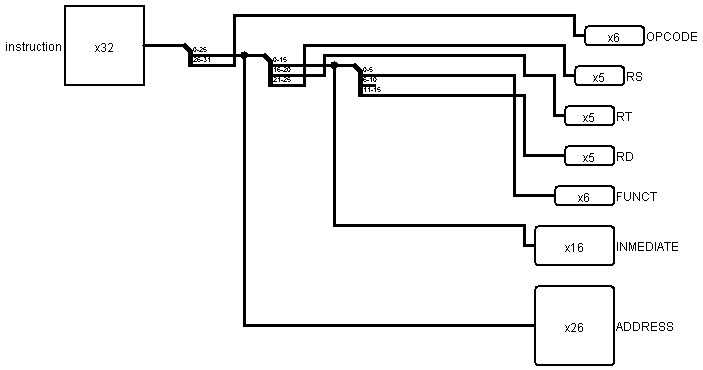 instruction
x32
0-25
26-31
0-15
16-20
21-25
0-5
6-10
11-15
x6 OPCODE
x5 RS
x5 RT
x5 RD
x6 FUNCT
x16 INMEDIATE
x26 ADDRESS